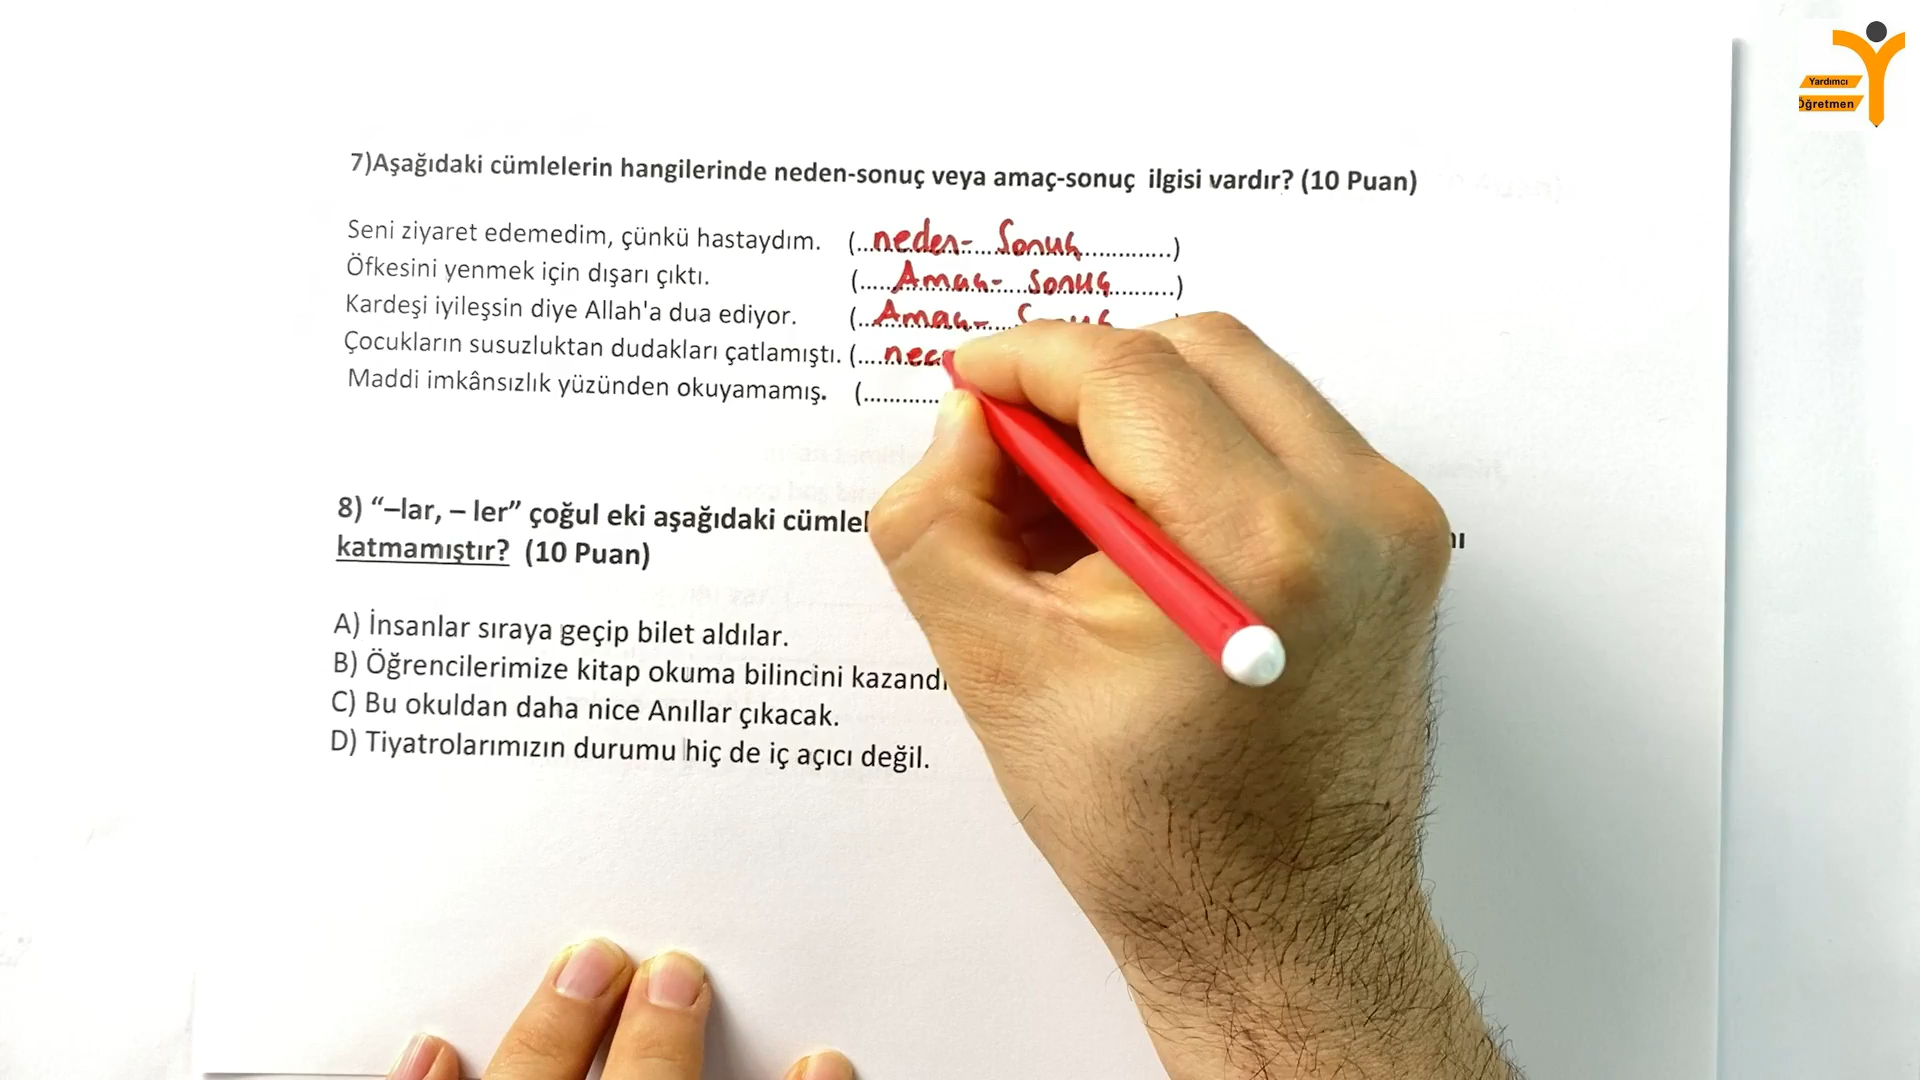 Yardımcı
Öğretmen
7)Aşağıdaki cümlelerin hangilerinde neden-sonuç veya amaç-sonuç ilgisi vardır? (10 Puan)
Seni ziyaret edemedim, çünkü hastaydım. (...neden- Sonuç............)
Öfkesini yenmek için dışarı çıktı. (.....Amaç- Sonuç..........)
Kardeşi iyileşsin diye Allah'a dua ediyor. (...Amaç- Sonuç
Çocukların susuzluktan dudakları çatlamıştı. (....
Maddi imkânsızlık yüzünden okuyamamış. (............
8) “–lar, – ler” çoğul eki aşağıdaki
katmamıştır? (10 Puan)
A) İnsanlar sıraya geçip bilet aldılar.
B) Öğrencilerimize kitap okuma bilincini
C) Bu okuldan daha nice Anıllar çıkacak.
D) Tiyatrolarımızın durumu hiç de iç açıcı değil.